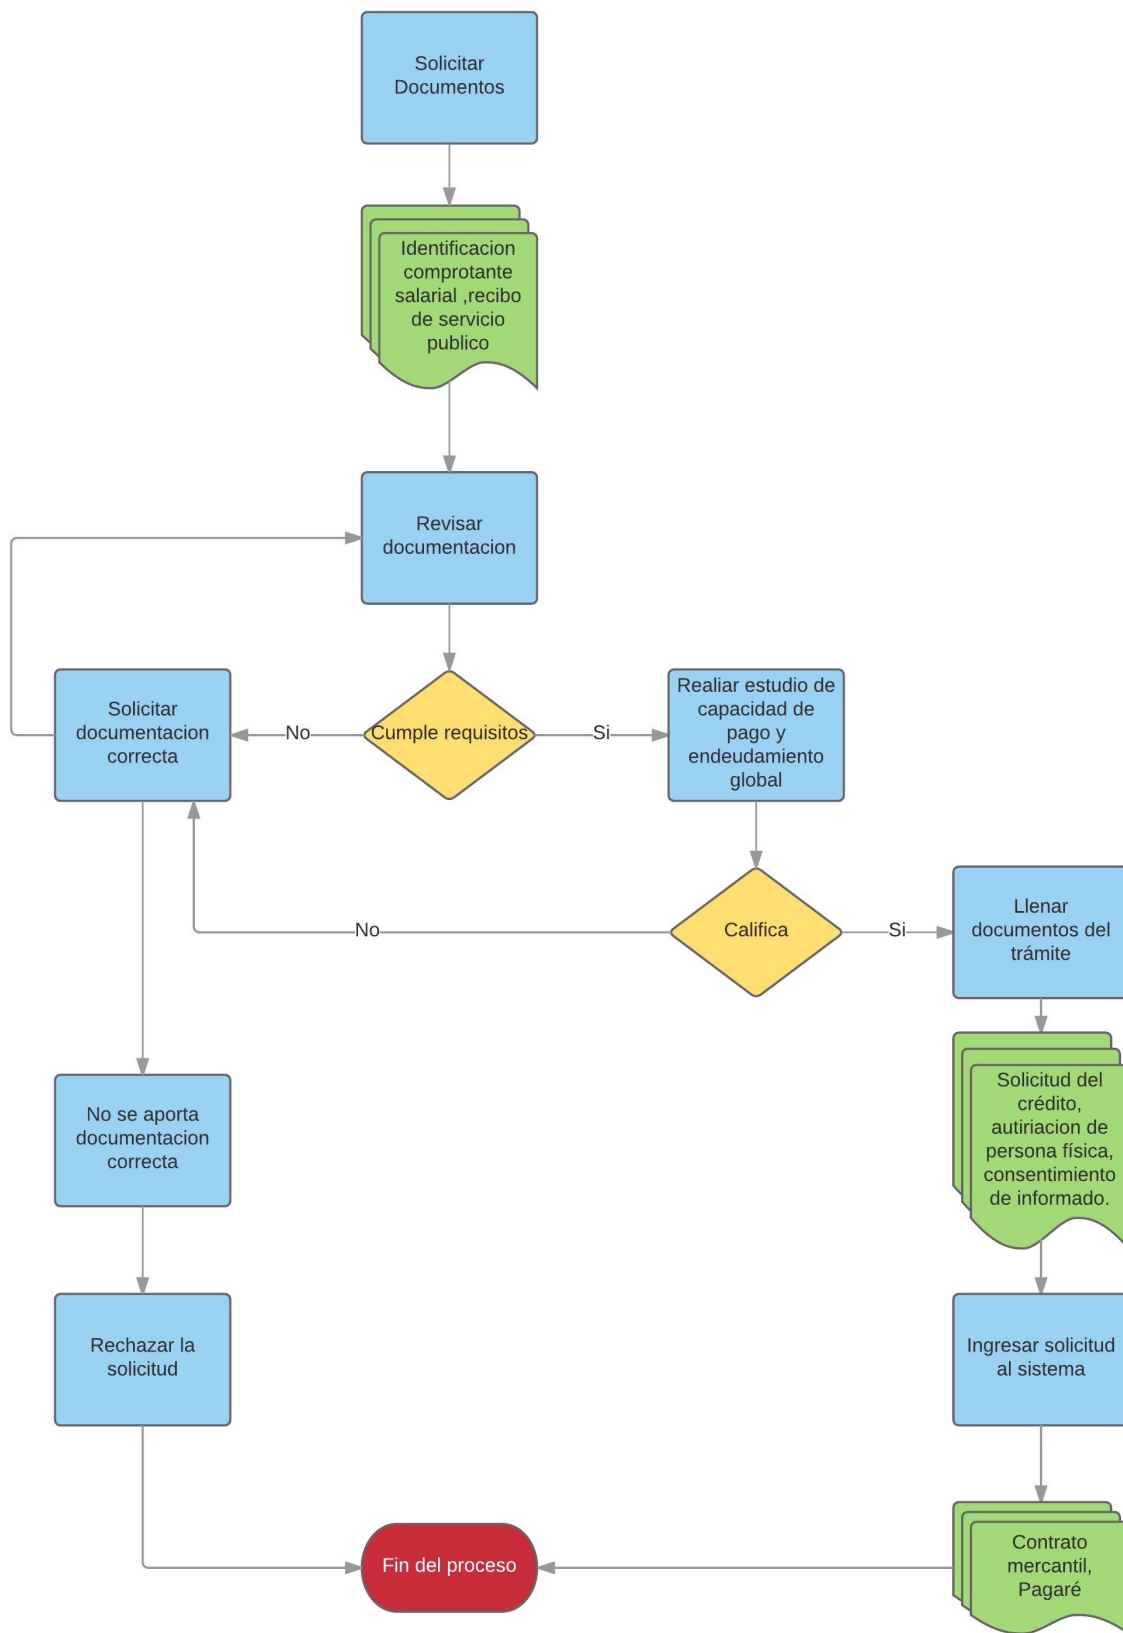 Solicitar
Documentos
Identificacion
comprotante
salarial ,recibo
de servicio
publico
Revisar
documentacion
Solicitar
documentacion
correcta
No
Cumple requisitos
Si
Realiar estudio de
capacidad de
pago y
endeudamiento
global
No
Califica
Si
Llenar
documentos del
trámite
No se aporta
documentacion
correcta
Solicitud del
crédito,
autiriacion de
persona física,
consentimiento
de informado.
Rechazar la
solicitud
Ingresar solicitud
al sistema
Fin del proceso
Contrato
mercantil,
Pagaré